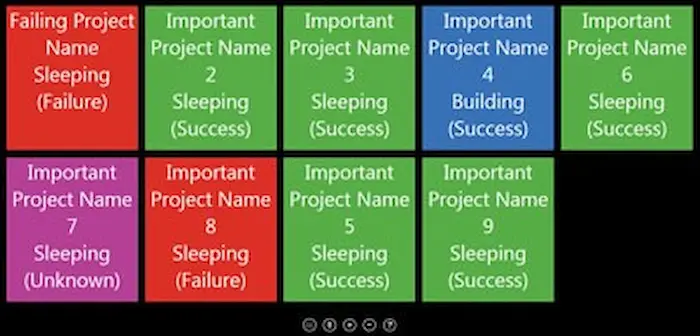 Failing Project
Name
Sleeping
(Failure)
Important
Project Name
2
Sleeping
(Success)
Important
Project Name
3
Sleeping
(Success)
Important
Project Name
4
Building
(Success)
Important
Project Name
6
Sleeping
(Success)
Important
Project Name
7
Sleeping
(Unknown)
Important
Project Name
8
Sleeping
(Failure)
Important
Project Name
5
Sleeping
(Success)
Important
Project Name
9
Sleeping
(Success)